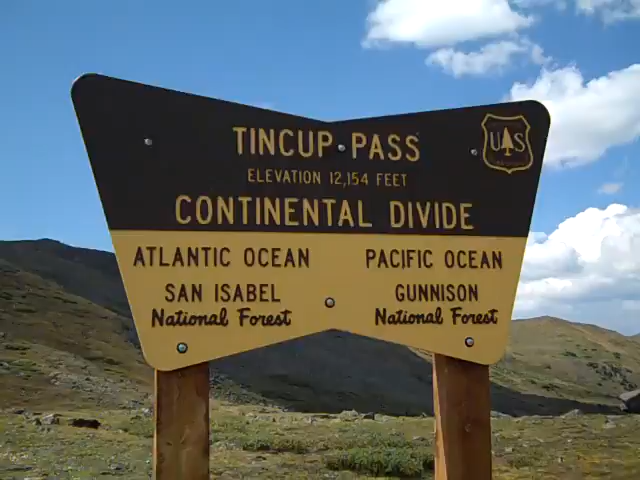 TINCUP PASS
US
ELEVATION 12,154 FEET
CONTINENTAL DIVIDE
ATLANTIC OCEAN
SAN ISABEL
National Forest
PACIFIC OCEAN
GUNNISON
National Forest